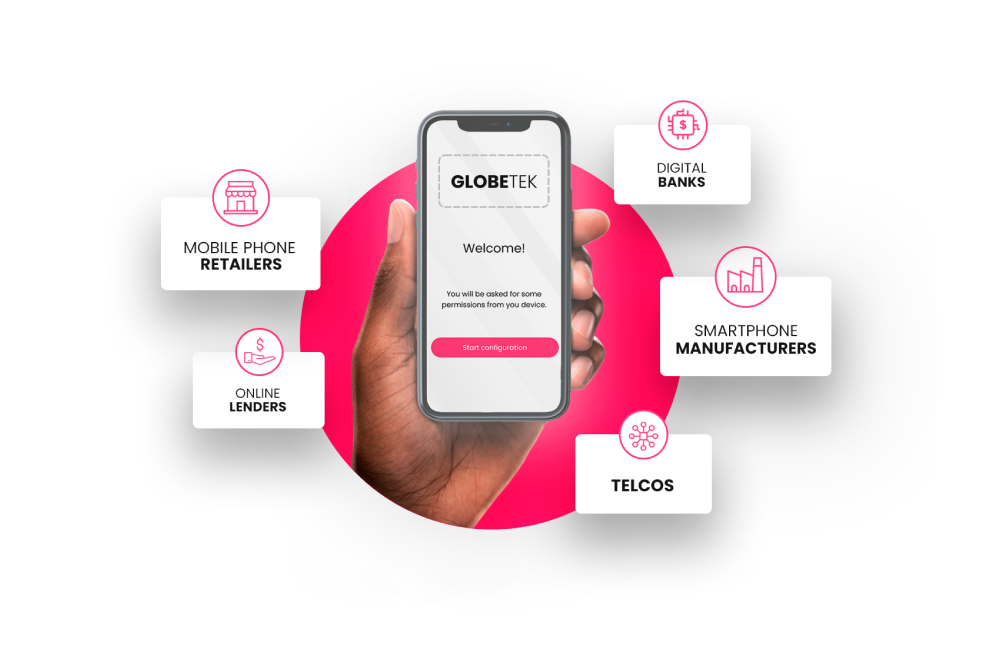 DIGITAL
BANKS
GLOBETEK
MOBILE PHONE
RETAILERS
Welcome!
You will be asked for some
permissions from you device.
SMARTPHONE
MANUFACTURERS
Start configuration
ONLINE
LENDERS
TELCOS